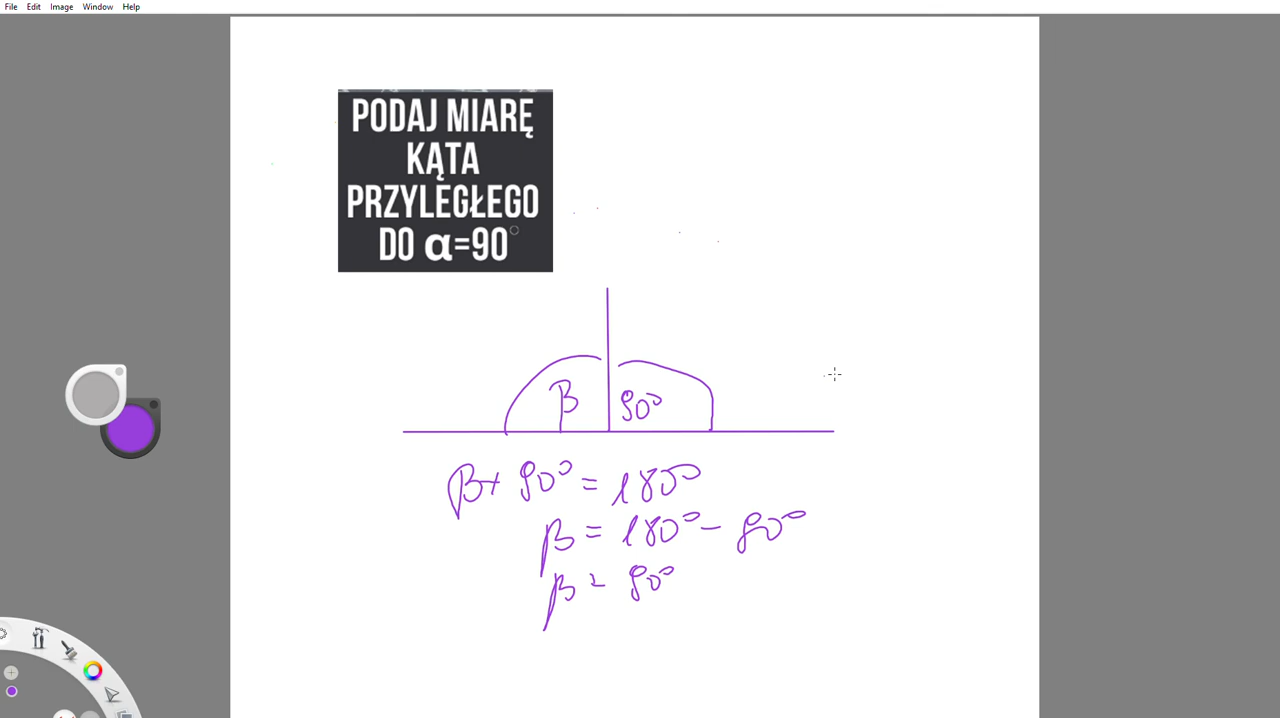 File Edit Image Window Help
PODAJ MIARĘ
KĄTA
PRZYLEGŁEGO
DO α=90°
β 90°
β + 90° = 180°
β = 180° - 90°
β = 90°